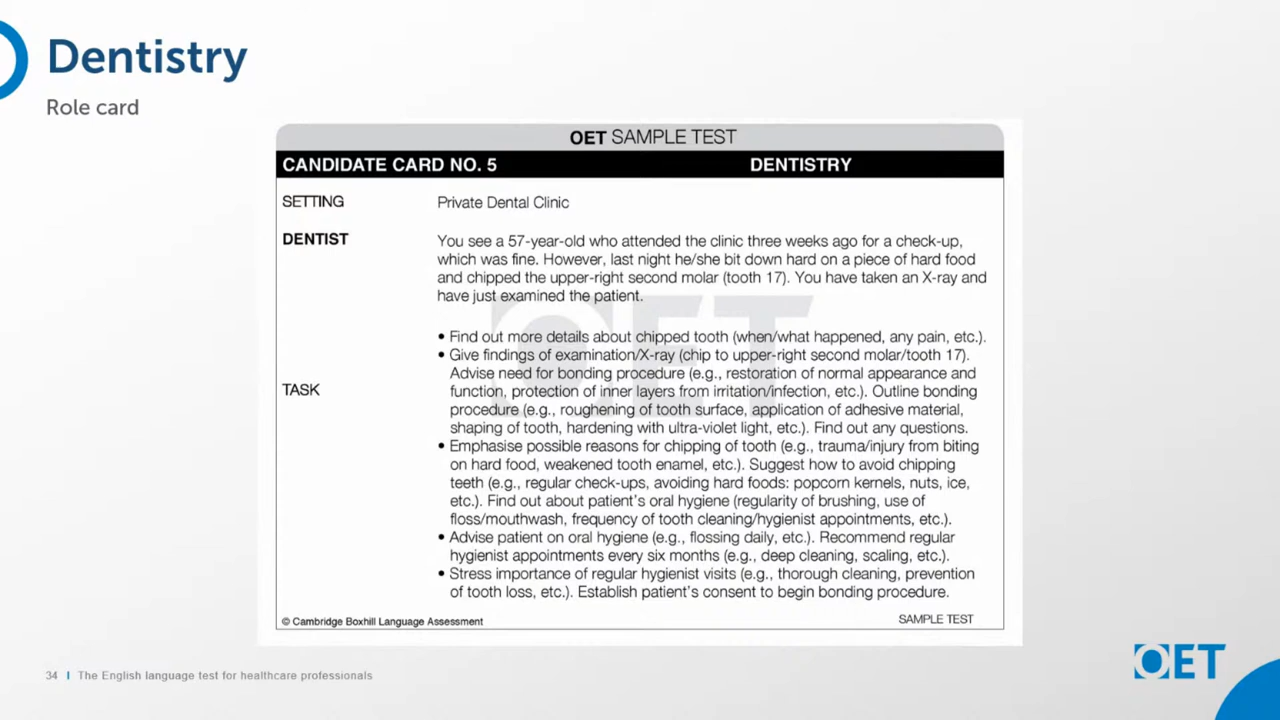 Dentistry
Role card
OET SAMPLE TEST
CANDIDATE CARD NO. 5 DENTISTRY
SETTING Private Dental Clinic
DENTIST You see a 57-year-old who attended the clinic three weeks ago for a check-up,
which was fine. However, last night he/she bit down hard on a piece of hard food
and chipped the upper-right second molar (tooth 17). You have taken an X-ray and
have just examined the patient.
OET
TASK
• Find out more details about chipped tooth (when/what happened, any pain, etc.).
• Give findings of examination/X-ray (chip to upper-right second molar/tooth 17).
Advise need for bonding procedure (e.g., restoration of normal appearance and
function, protection of inner layers from irritation/infection, etc.). Outline bonding
procedure (e.g., roughening of tooth surface, application of adhesive material,
shaping of tooth, hardening with ultra-violet light, etc.). Find out any questions.
• Emphasise possible reasons for chipping of tooth (e.g., trauma/injury from biting
on hard food, weakened tooth enamel, etc.). Suggest how to avoid chipping
teeth (e.g., regular check-ups, avoiding hard foods: popcorn kernels, nuts, ice,
etc.). Find out about patient's oral hygiene (regularity of brushing, use of
floss/mouthwash, frequency of tooth cleaning/hygienist appointments, etc.).
• Advise patient on oral hygiene (e.g., flossing daily, etc.). Recommend regular
hygienist appointments every six months (e.g., deep cleaning, scaling, etc.).
• Stress importance of regular hygienist visits (e.g., thorough cleaning, prevention
of tooth loss, etc.). Establish patient's consent to begin bonding procedure.
© Cambridge Boxhill Language Assessment SAMPLE TEST
34 | The English language test for healthcare professionals
OET